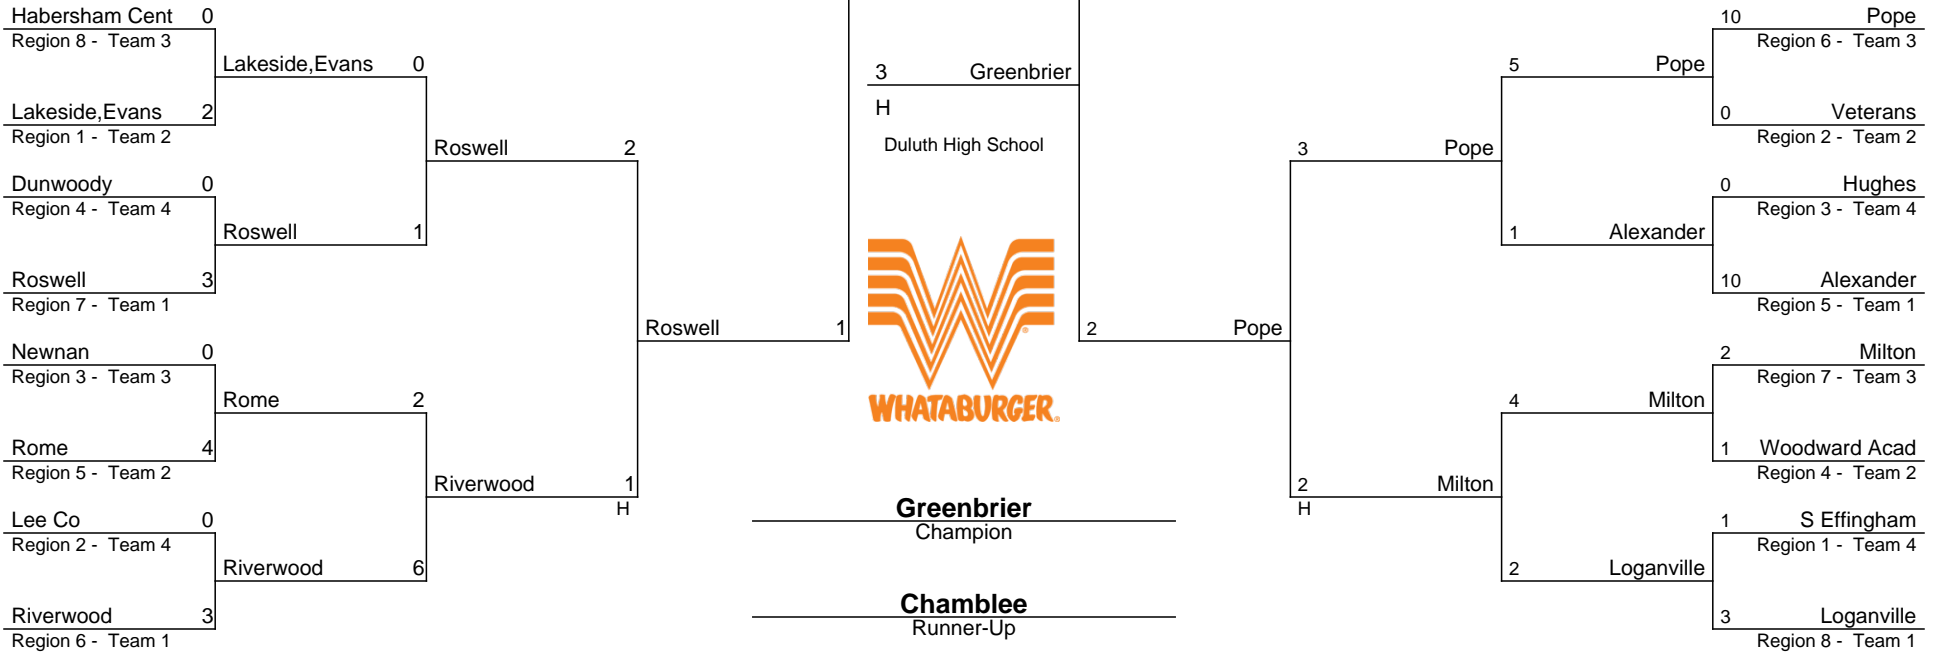 Habersham Cent 0
Region 8 - Team 3
Lakeside,Evans 0
Lakeside,Evans 2
Region 1 - Team 2
Roswell 2
Dunwoody 0
Region 4 - Team 4
Roswell 1
Roswell 3
Region 7 - Team 1
Roswell 1
Newnan 0
Region 3 - Team 3
Rome 2
Rome 4
Region 5 - Team 2
Riverwood 1
H
Lee Co 0
Region 2 - Team 4
Riverwood 6
Riverwood 3
Region 6 - Team 1
3 Greenbrier
H
Duluth High School
WHATABURGER®
Greenbrier
Champion
Chamblee
Runner-Up
10 Pope
Region 6 - Team 3
5 Pope
0 Veterans
Region 2 - Team 2
3 Pope
0 Hughes
Region 3 - Team 4
1 Alexander
10 Alexander
Region 5 - Team 1
2 Pope
2 Milton
Region 7 - Team 3
4 Milton
1 Woodward Acad
Region 4 - Team 2
2 Milton
H
1 S Effingham
Region 1 - Team 4
2 Loganville
3 Loganville
Region 8 - Team 1